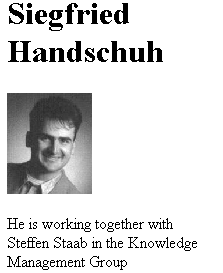 Siegfried
Handschuh
He is working together with
Steffen Staab in the Knowledge
Management Group